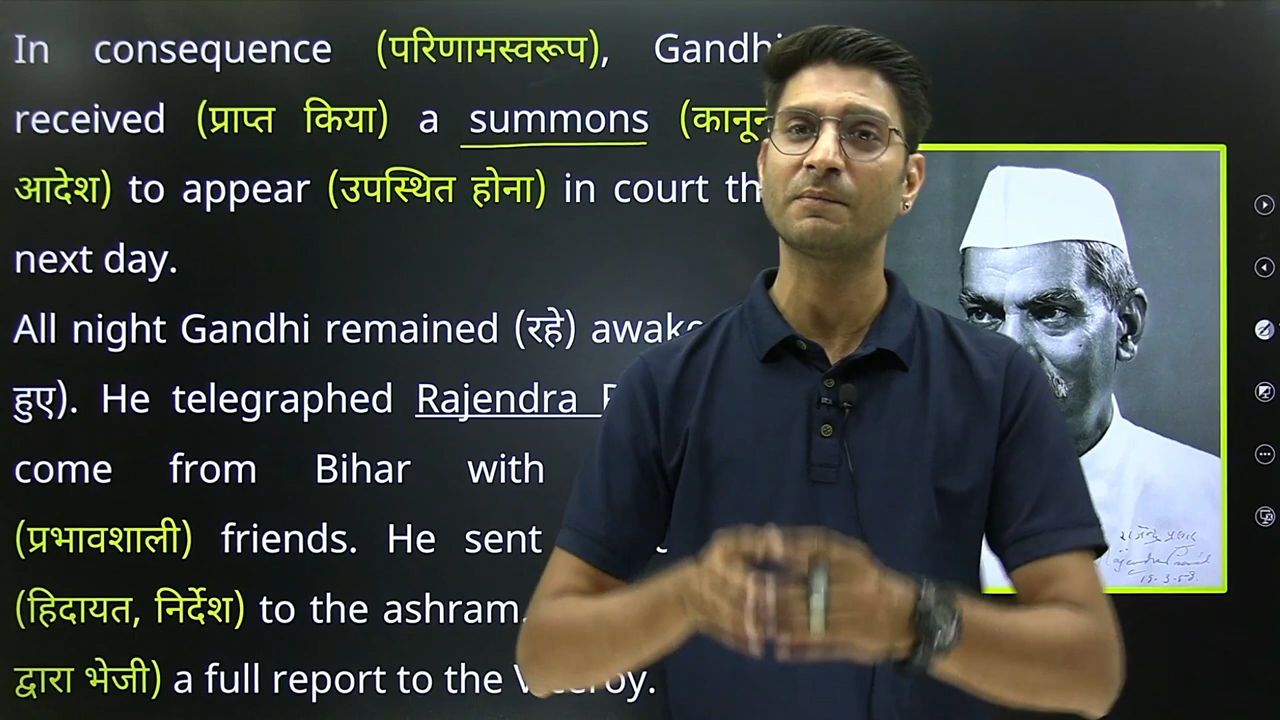 In consequence (परिणामस्वरूप), Gandhi
received (प्राप्त किया) a summons (कानून
आदेश) to appear (उपस्थित होना) in court
next day.
All night Gandhi remained (रहे) awake
हुए). He telegraphed Rajendra
come from Bihar with
(प्रभावशाली) friends. He sent
(हिदायत, निर्देश) to the ashram.
द्वारा भेजी) a full report to the Viceroy.